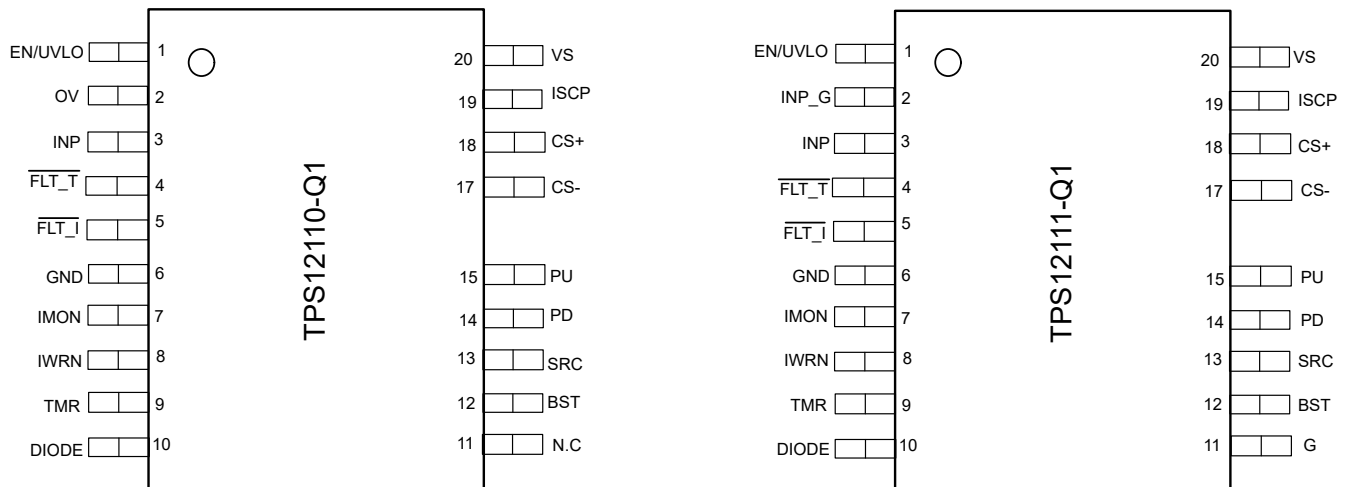 EN/UVLO 1
OV 2
INP 3
FLT_T 4
FLT_I 5
GND 6
IMON 7
IWRN 8
TMR 9
DIODE 10
TPS12110-Q1
20 VS
19 ISCP
18 CS+
17 CS-
15 PU
14 PD
13 SRC
12 BST
11 N.C
EN/UVLO 1
INP_G 2
INP 3
FLT_T 4
FLT_I 5
GND 6
IMON 7
IWRN 8
TMR 9
DIODE 10
TPS12111-Q1
20 VS
19 ISCP
18 CS+
17 CS-
15 PU
14 PD
13 SRC
12 BST
11 G